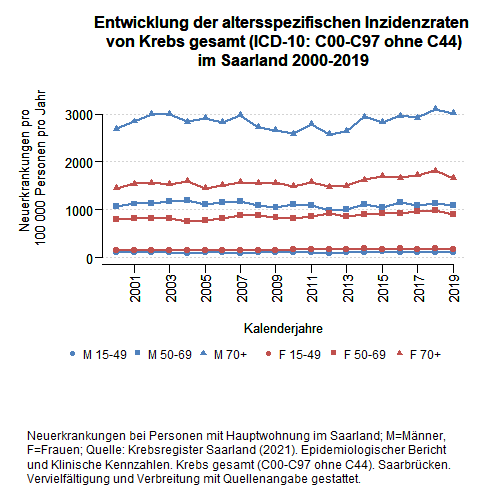 Entwicklung der altersspezifischen Inzidenzraten
von Krebs gesamt (ICD-10: C00-C97 ohne C44)
im Saarland 2000-2019
Neuerkrankungen pro
100 000 Personen pro Jahr
3000
2000
1000
0
2001 2003 2005 2007 2009 2011 2013 2015 2017 2019
Kalenderjahre
M 15-49 M 50-69 M 70+ F 15-49 F 50-69 F 70+
Neuerkrankungen bei Personen mit Hauptwohnung im Saarland; M=Männer,
F=Frauen; Quelle: Krebsregister Saarland (2021). Epidemiologischer Bericht
und Klinische Kennzahlen. Krebs gesamt (C00-C97 ohne C44). Saarbrücken.
Vervielfältigung und Verbreitung mit Quellenangabe gestattet.